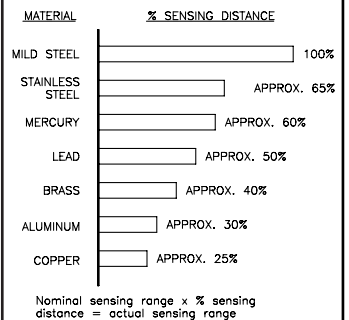 MATERIAL % SENSING DISTANCE
MILD STEEL 100%
STAINLESS
STEEL APPROX. 65%
MERCURY APPROX. 60%
LEAD APPROX. 50%
BRASS APPROX. 40%
ALUMINUM APPROX. 30%
COPPER APPROX. 25%
Nominal sensing range x % sensing
distance = actual sensing range